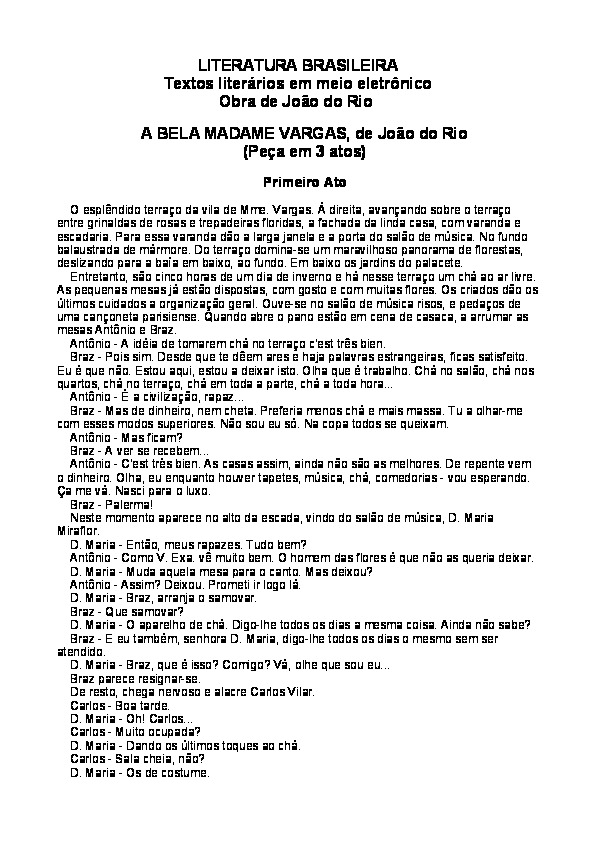 LITERATURA BRASILEIRA
Textos literários em meio eletrônico
Obra de João do Rio
A BELA MADAME VARGAS, de João do Rio
(Peça em 3 atos)
Primeiro Ato
O esplêndido terraço da vila de Mme. Vargas. Á direita, avançando sobre o terraço
entre grinaldas de rosas e trepadeiras floridas, a fachada da linda casa, com varanda e
escadaria. Para essa varanda dão a larga janela e a porta do salão de música. No fundo
balaustrada de mármore. Do terraço domina-se um maravilhoso panorama de florestas,
deslizando para a baía em baixo, ao fundo. Em baixo os jardins do palacete.
Entretanto, são cinco horas de um dia de inverno e há nesse terraço um chá ao ar livre.
As pequenas mesas já estão dispostas, com gosto e com muitas flores. Os criados dão os
últimos cuidados a organização geral. Ouve-se no salão de música risos, e pedaços de
uma cançoneta parisiense. Quando abre o pano estão em cena de casaca, a arrumar as
mesas Antônio e Braz.
Antônio - A idéia de tomarem chá no terraço c'est três bien.
Braz - Pois sim. Desde que te dêem ares e haja palavras estrangeiras, ficas satisfeito.
Eu é que não. Estou aqui, estou a deixar isto. Olha que é trabalho. Chá no salão, chá nos
quartos, chá no terraço, chá em toda a parte, chá a toda hora...
Antônio - É a civilização, rapaz...
Braz - Mas de dinheiro, nem cheta. Preferia menos chá e mais massa. Tu a olhar-me
com esses modos superiores. Não sou eu só. Na copa todos se queixam.
Antônio - Mas ficam?
Braz - A ver se recebem...
Antônio - C'est três bien. As casas assim, ainda não são as melhores. De repente vem
o dinheiro. Olha, eu enquanto houver tapetes, música, chá, comedorias - vou esperando.
Ça me vá. Nasci para o luxo.
Braz - Palerma!
Neste momento aparece no alto da escada, vindo do salão de música, D. Maria
Miraflor.
D. Maria - Então, meus rapazes. Tudo bem?
Antônio - Como V. Exa. vê muito bem. O homem das flores é que não as queria deixar.
D. Maria - Muda aquela mesa para o canto. Mas deixou?
Antônio - Assim? Deixou. Prometi ir logo lá.
D. Maria - Braz, arranja o samovar.
Braz - Que samovar?
D. Maria - O aparelho de chá. Digo-lhe todos os dias a mesma coisa. Ainda não sabe?
Braz - E eu também, senhora D. Maria, digo-lhe todos os dias o mesmo sem ser
atendido.
D. Maria - Braz, que é isso? Comigo? Vá, olhe que sou eu...
Braz parece resignar-se.
De resto, chega nervoso e alacre Carlos Vilar.
Carlos - Boa tarde.
D. Maria - Oh! Carlos...
Carlos - Muito ocupada?
D. Maria - Dando os últimos toques ao chá.
Carlos - Sala cheia, não?
D. Maria - Os de costume.